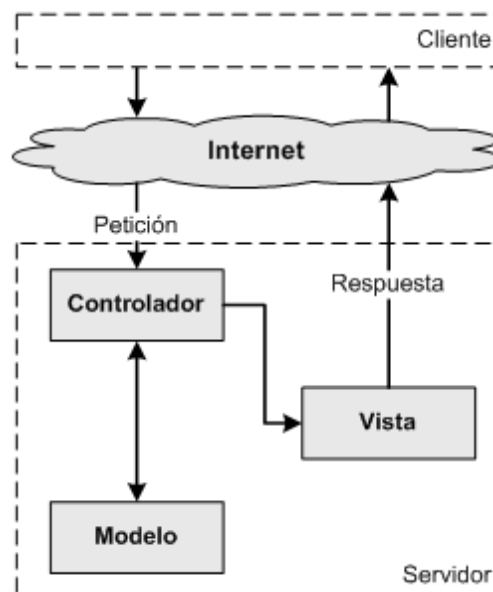 Cliente
Internet
Petición
Respuesta
Controlador
Vista
Modelo
Servidor